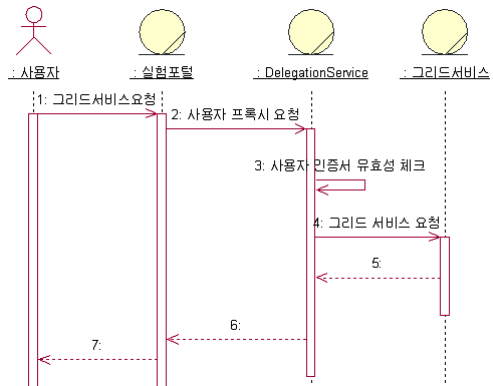 : 사용자
: 실험포털
: DelegationService
: 그리드서비스
1: 그리드서비스요청
2: 사용자 프록시 요청
3: 사용자 인증서 유효성 체크
4: 그리드 서비스 요청
5:
6:
7: